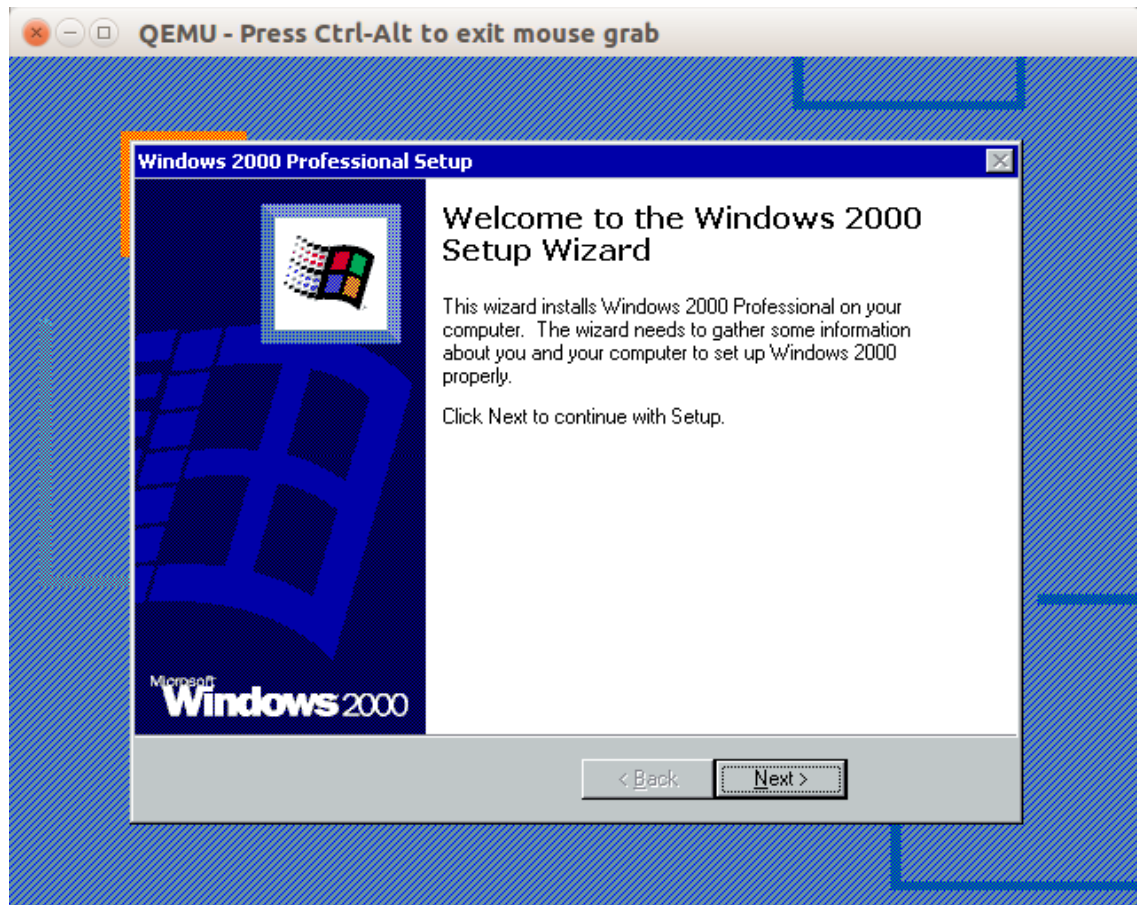 QEMU - Press Ctrl-Alt to exit mouse grab
Windows 2000 Professional Setup
Welcome to the Windows 2000
Setup Wizard
This wizard installs Windows 2000 Professional on your
computer. The wizard needs to gather some information
about you and your computer to set up Windows 2000
properly.
Click Next to continue with Setup.
Microsoft
Windows 2000
< Back
Next >